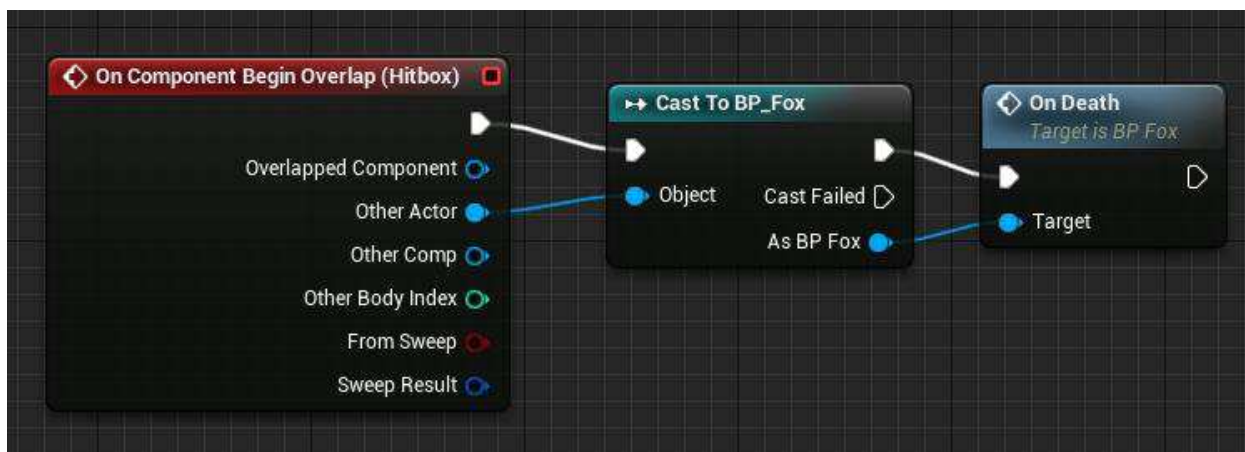 On Component Begin Overlap (Hitbox)
Overlapped Component
Other Actor
Other Comp
Other Body Index
From Sweep
Sweep Result
Cast To BP_Fox
Object
Cast Failed
As BP Fox
On Death
Target is BP Fox
Target